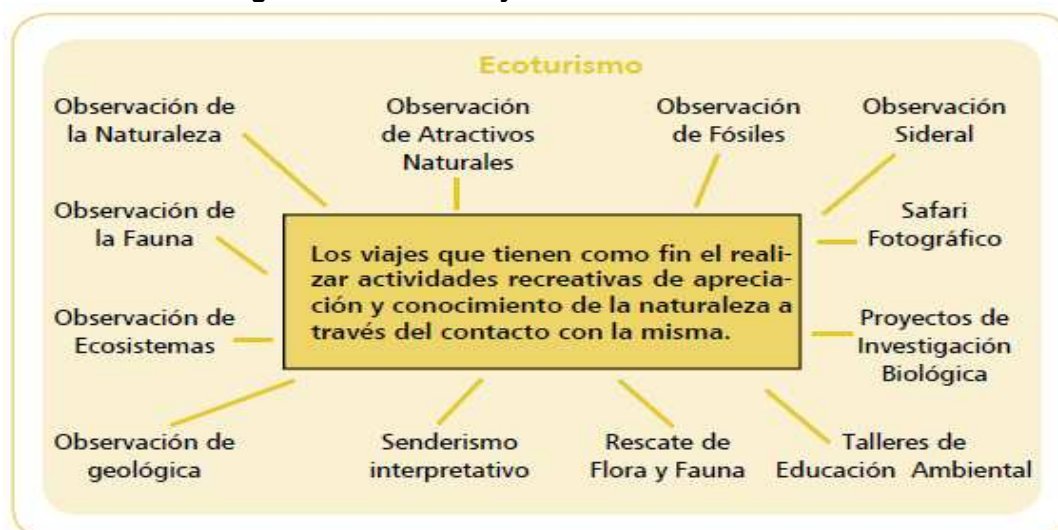 Ecoturismo
Observación de
la Naturaleza
Observación
de Atractivos
Naturales
Observación
de Fósiles
Observación
Sideral
Observación de
la Fauna
Safari
Fotográfico
Los viajes que tienen como fin el reali-
zar actividades recreativas de aprecia-
ción y conocimiento de la naturaleza a
través del contacto con la misma.
Observación de
Ecosistemas
Proyectos de
Investigación
Biológica
Observación de
geológica
Senderismo
interpretativo
Rescate de
Flora y Fauna
Talleres de
Educación Ambiental